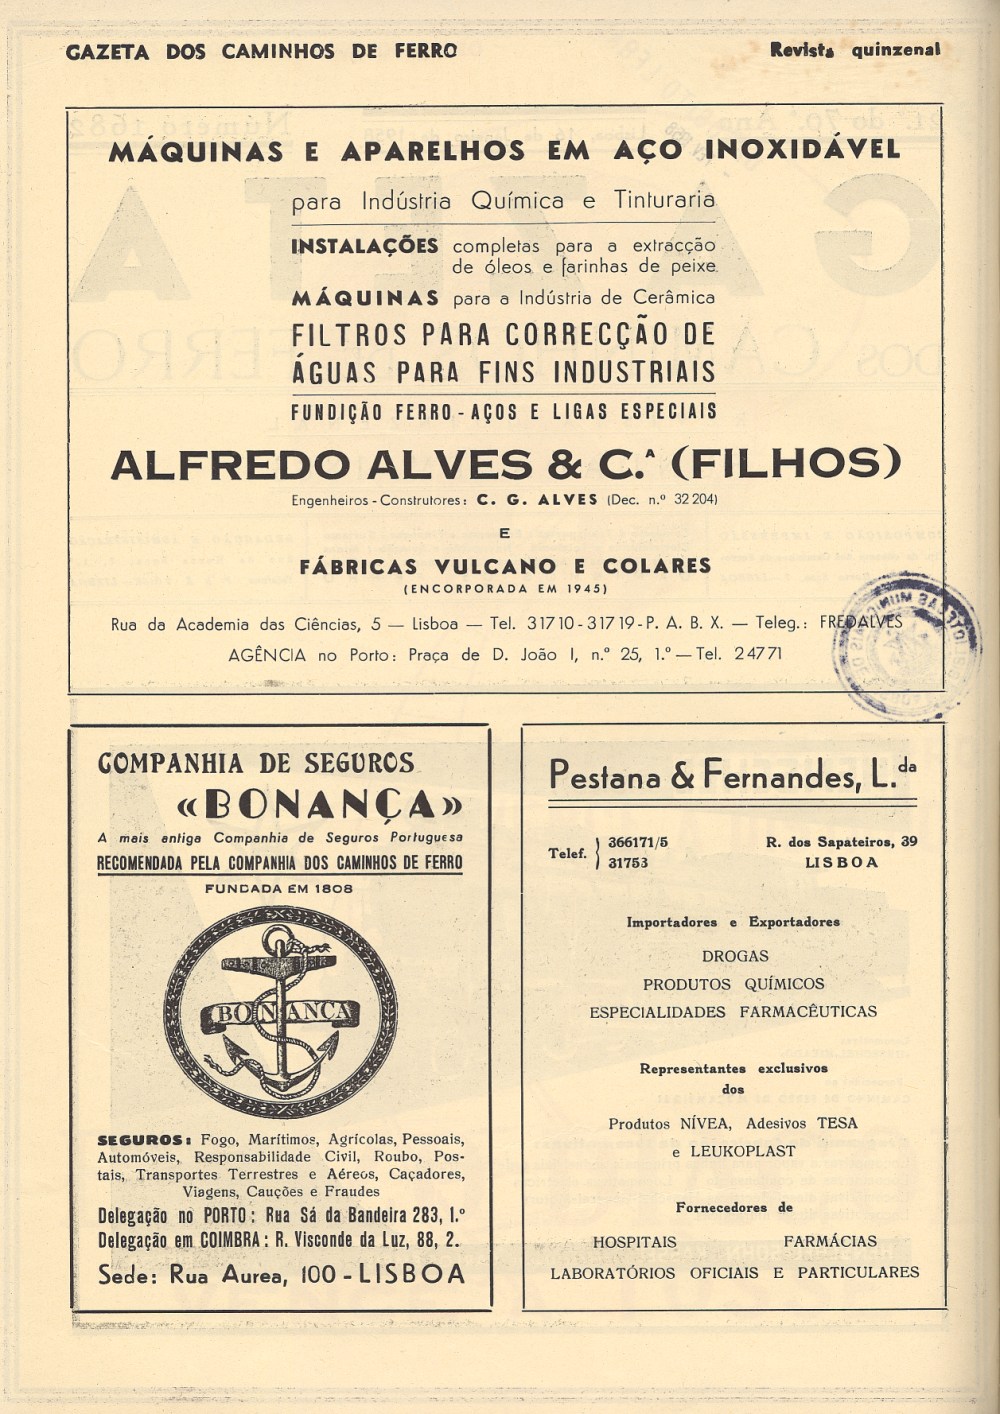 GAZETA DOS CAMINHOS DE FERRO
Revista quinzenal
MÁQUINAS E APARELHOS EM AÇO INOXIDÁVEL
para Indústria Química e Tinturaria
INSTALAÇÕES completas para a extracção
de óleos e farinhas de peixe.
MÁQUINAS para a Indústria de Cerâmica
FILTROS PARA CORRECÇÃO DE
ÁGUAS PARA FINS INDUSTRIAIS
FUNDIÇÃO FERRO-AÇOS E LIGAS ESPECIAIS
ALFREDO ALVES & C.ᴬ (FILHOS)
Engenheiros - Construtores: C. G. ALVES (Dec. n.º 32 204)
E
FÁBRICAS VULCANO E COLARES
(ENCORPORADA EM 1945)
Rua da Academia das Ciências, 5 — Lisboa — Tel. 31710-31719-P. A. B. X. — Teleg.: FREDALVES
AGÊNCIA no Porto: Praça de D. João I, n.º 25, 1.º — Tel. 24771
COMPANHIA DE SEGUROS
«BONANÇA»
A mais antiga Companhia de Seguros Portuguesa
RECOMENDADA PELA COMPANHIA DOS CAMINHOS DE FERRO
FUNDADA EM 1808
BONANÇA
SEGUROS: Fogo, Marítimos, Agrícolas, Pessoais,
Automóveis, Responsabilidade Civil, Roubo, Pos-
tais, Transportes Terrestres e Aéreos, Caçadores,
Viagens, Cauções e Fraudes
Delegação no PORTO: Rua Sá da Bandeira 283, 1.º
Delegação em COIMBRA: R. Visconde da Luz, 88, 2.
Sede: Rua Aurea, 100 - LISBOA
Pestana & Fernandes, L.da
Telef. } 366171/5
31753
R. dos Sapateiros, 39
LISBOA
Importadores e Exportadores
DROGAS
PRODUTOS QUÍMICOS
ESPECIALIDADES FARMACÊUTICAS
Representantes exclusivos
dos
Produtos NÍVEA, Adesivos TESA
e LEUKOPLAST
Fornecedores de
HOSPITAIS FARMÁCIAS
LABORATÓRIOS OFICIAIS E PARTICULARES